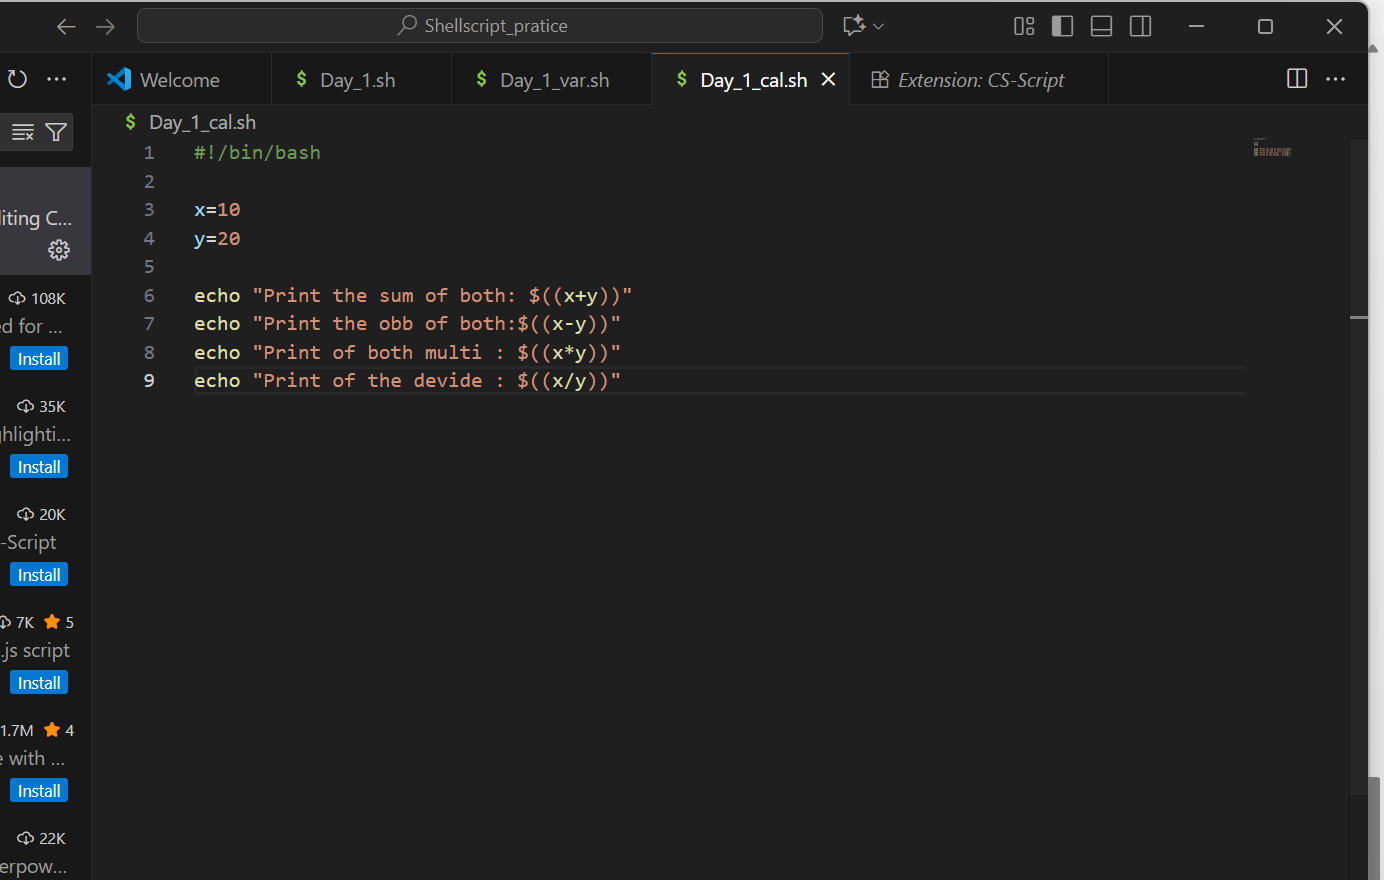 Shellscript_pratice
Welcome
Day_1.sh
Day_1_var.sh
Day_1_cal.sh
Extension: CS-Script
Day_1_cal.sh
1 #!/bin/bash
2
3 x=10
4 y=20
5
6 echo "Print the sum of both: $((x+y))"
7 echo "Print the obb of both:$((x-y))"
8 echo "Print of both multi : $((x*y))"
9 echo "Print of the devide : $((x/y))"
iting C...
108K
ed for ...
Install
35K
ghlighti...
Install
20K
-Script
Install
7K 5
.js script
Install
1.7M 4
e with ...
Install
22K
erpow...